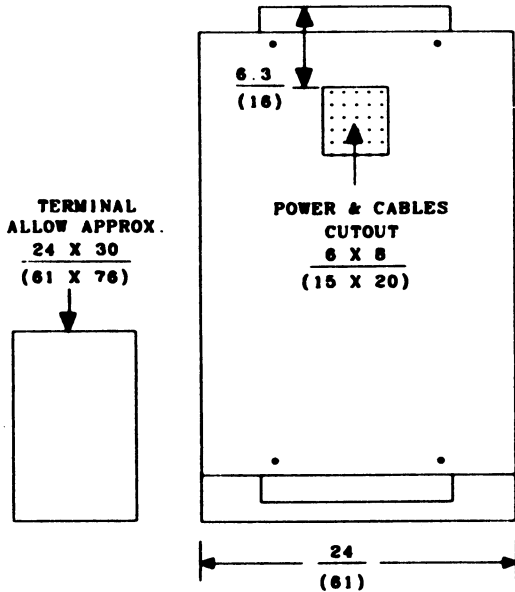 6.3
(16)
TERMINAL
ALLOW APPROX.
24 X 30
(61 X 76)
POWER & CABLES
CUTOUT
6 X 8
(15 X 20)
24
(61)